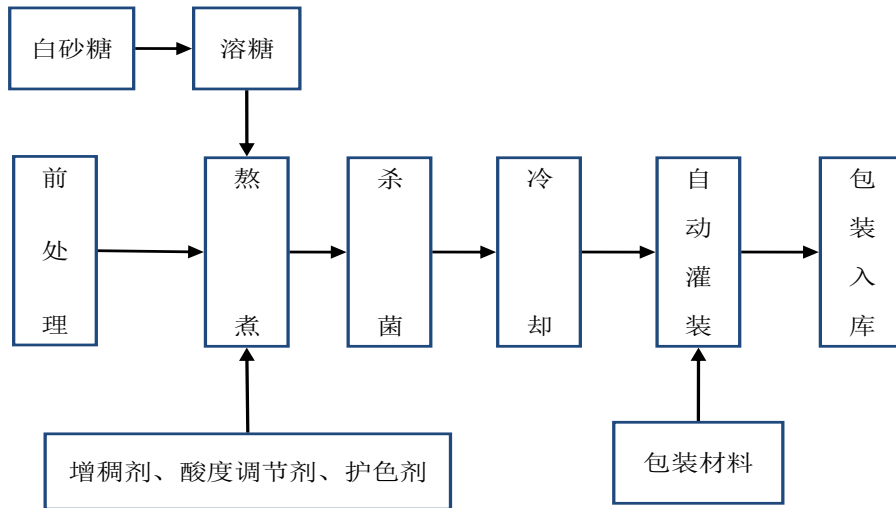 白砂糖
溶糖
前处理
熬煮
杀菌
冷却
自动灌装
包装入库
增稠剂、酸度调节剂、护色剂
包装材料